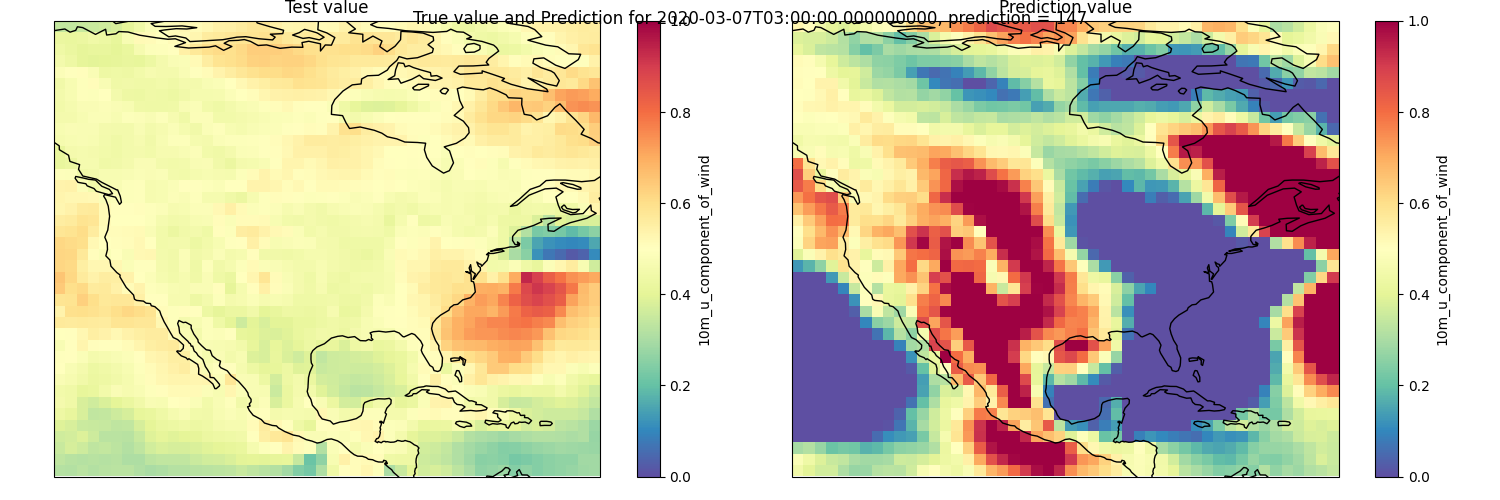 Test value
True value and Prediction for 2020-03-07T03:00:00.000000000, prediction = 147
Prediction value
1.0
0.8
0.6
0.4
0.2
0.0
10m_u_component_of_wind
1.0
0.8
0.6
0.4
0.2
0.0
10m_u_component_of_wind